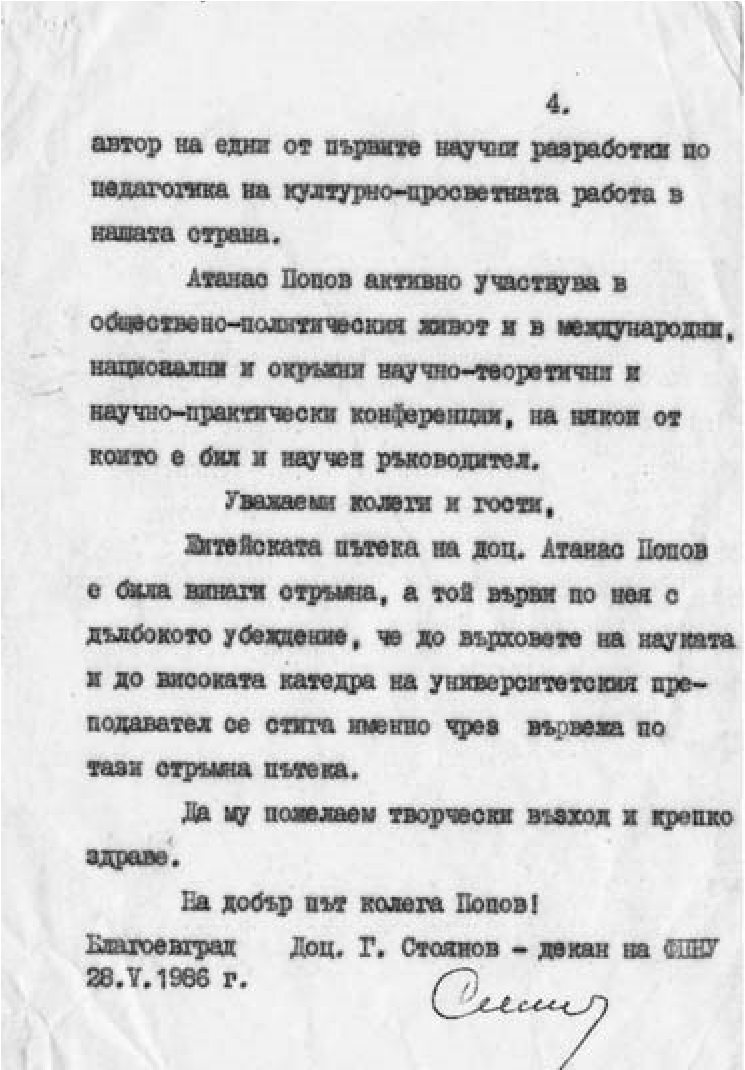 4.
автор на едни от първите научни разработки по
педагогика на културно-просветната работа в
нашата страна.
Атанас Попов активно участвува в
обществено-политическия живот и в международни,
национални и окръжни научно-теоретични и
научно-практически конференции, на някои от
които е бил и научен ръководител.
Уважаеми колеги и гости,
Житейската пътека на доц. Атанас Попов
е била винаги стръмна, а той върви по нея с
дълбокото убеждение, че до върховете на науката
и до високата катедра на университетския пре-
подавател се стига именно чрез вървежа по
тази стръмна пътека.
Да му пожелаем творчески възход и крепко
здраве.
На добър път колега Попов!
Благоевград Доц. Г. Стоянов - декан на ФПНУ
28.V.1986 г.